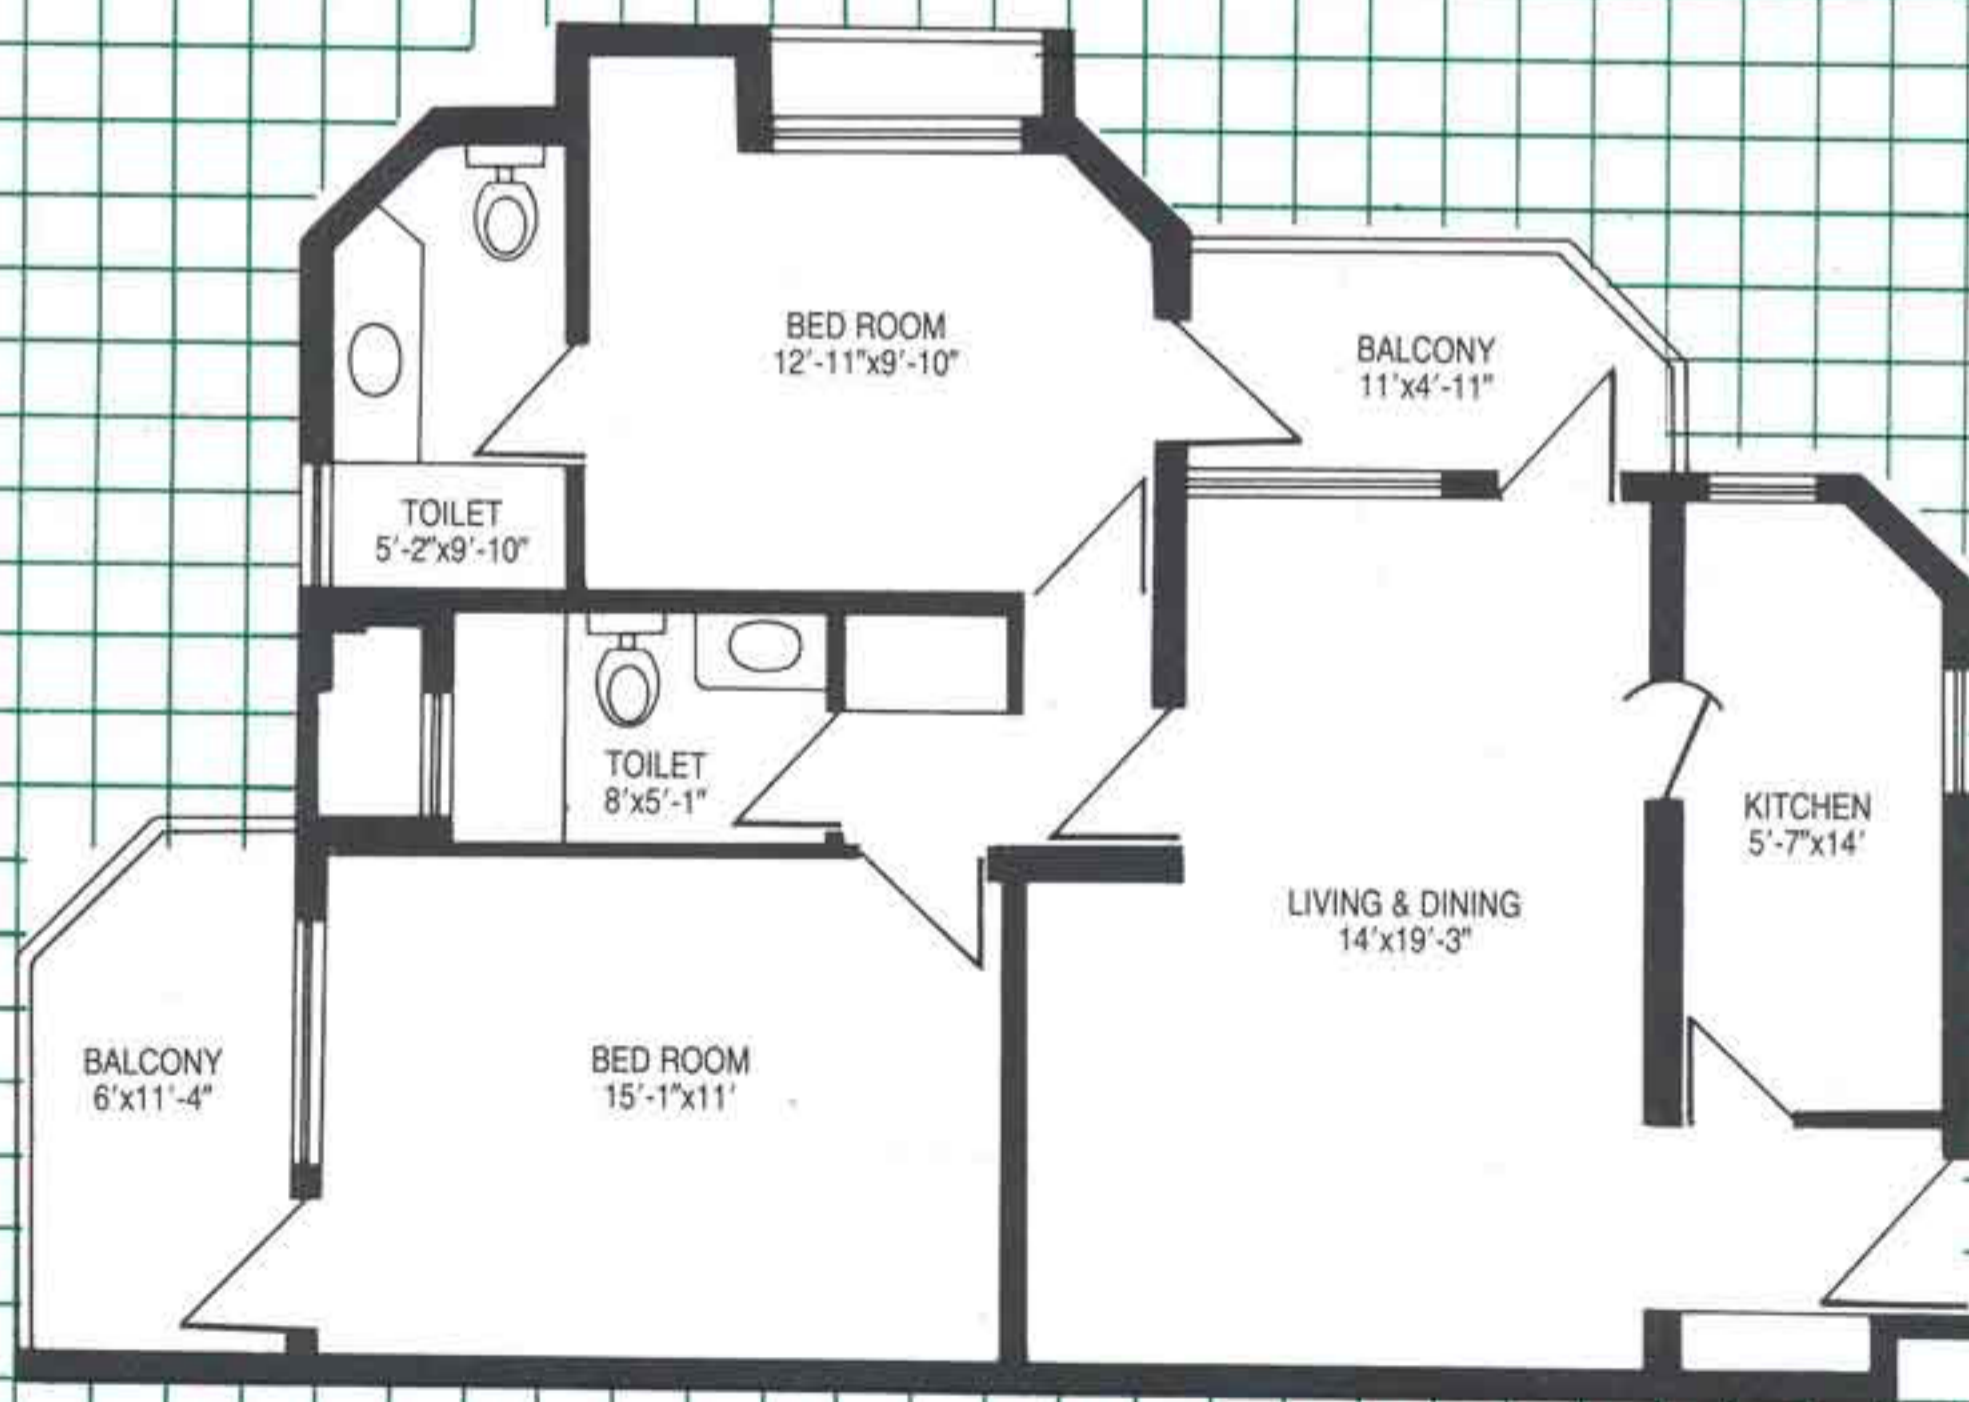 BED ROOM
12'-11"x9'-10"
BALCONY
11'x4'-11"
TOILET
5'-2"x9'-10"
TOILET
8'x5'-1"
KITCHEN
5'-7"x14'
LIVING & DINING
14'x19'-3"
BALCONY
6'x11'-4"
BED ROOM
15'-1"x11'